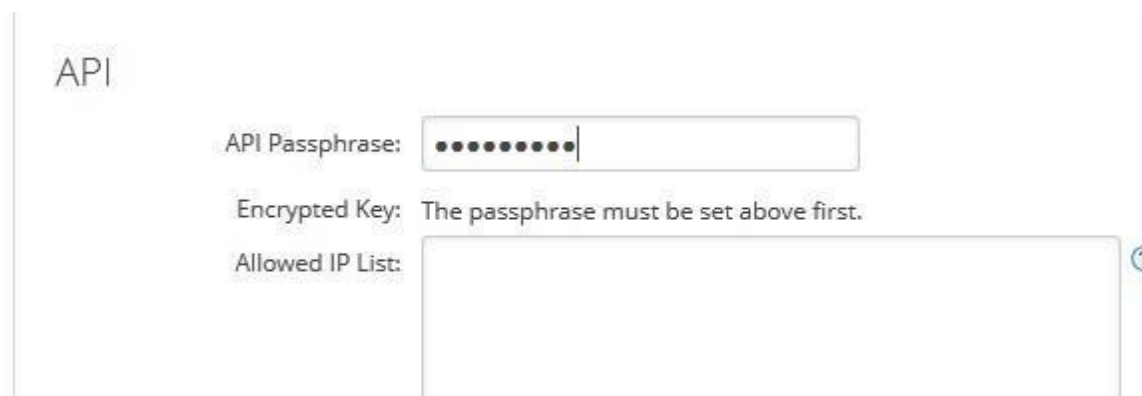 API
API Passphrase: •••••••••
Encrypted Key: The passphrase must be set above first.
Allowed IP List: